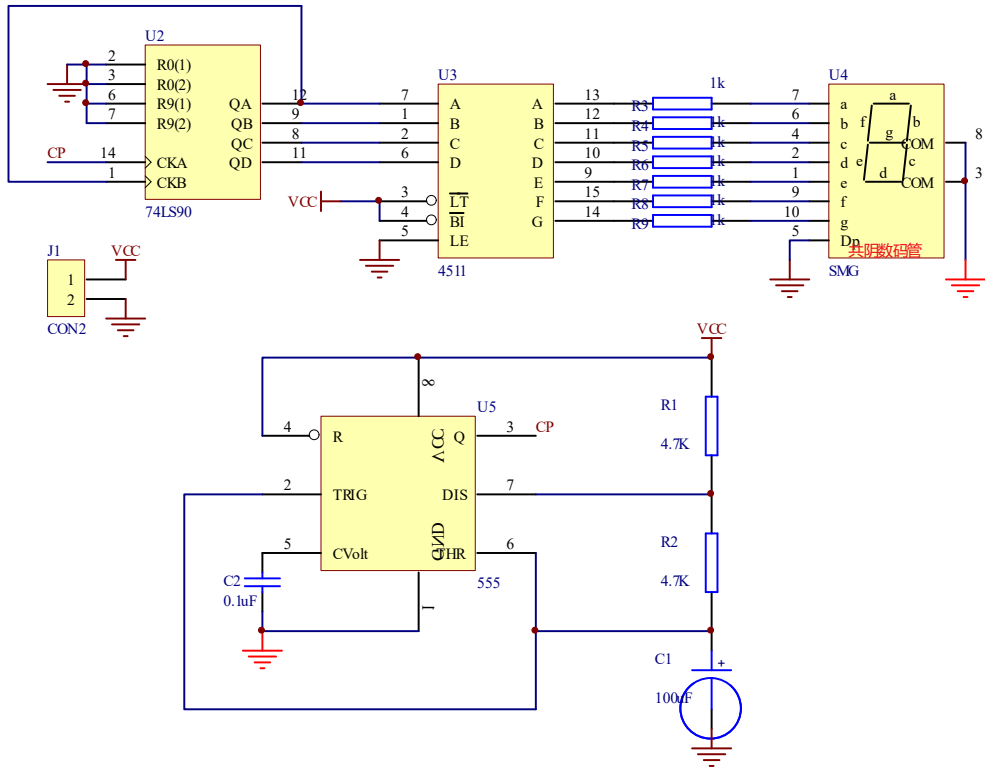 U2
2 R0(1)
3 R0(2)
6 R9(1) QA 12
7 R9(2) QB 9
QC 8
CP 14 CKA QD 11
1 CKB
74LS90
U3
7 A A 13
1 B B 12
2 C C 11
6 D D 10
E 9
VCC 3 LT F 15
4 BI G 14
5 LE
4511
1k
R3
R4 1k
R5 1k
R6 1k
R7 1k
R8 1k
R9 1k
U4
7 a
6 b
4 c COM 8
2 d
1 e COM 3
9 f
10 g
5 Dp
a
f b
g
e c
d
共阴数码管
SMG
J1
VCC
1
2
CON2
VCC
8
U5
4 R VCC Q 3 CP
2 TRIG DIS 7
5 CVolt GND THR 6
555
1
C2
0.1uF
R1
4.7K
R2
4.7K
C1 +
100uF